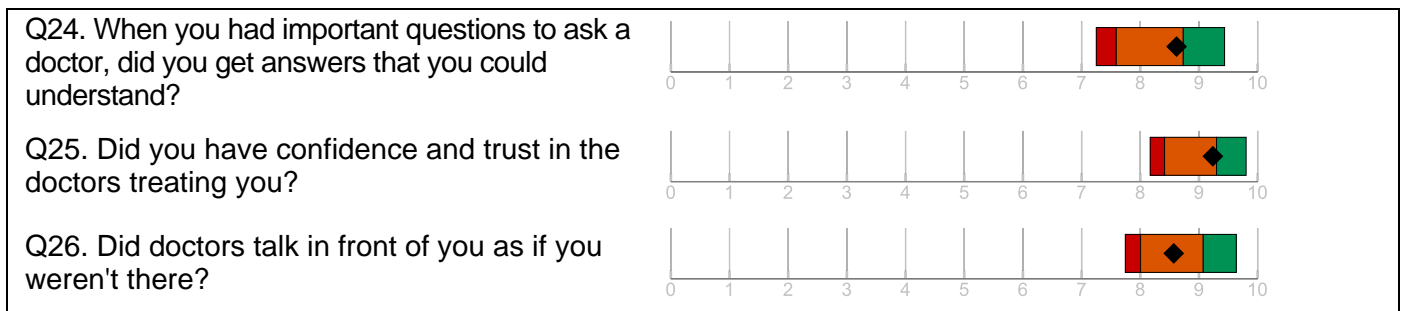 Q24. When you had important questions to ask a
doctor, did you get answers that you could
understand?
0 1 2 3 4 5 6 7 8 9 10
Q25. Did you have confidence and trust in the
doctors treating you?
0 1 2 3 4 5 6 7 8 9 10
Q26. Did doctors talk in front of you as if you
weren't there?
0 1 2 3 4 5 6 7 8 9 10